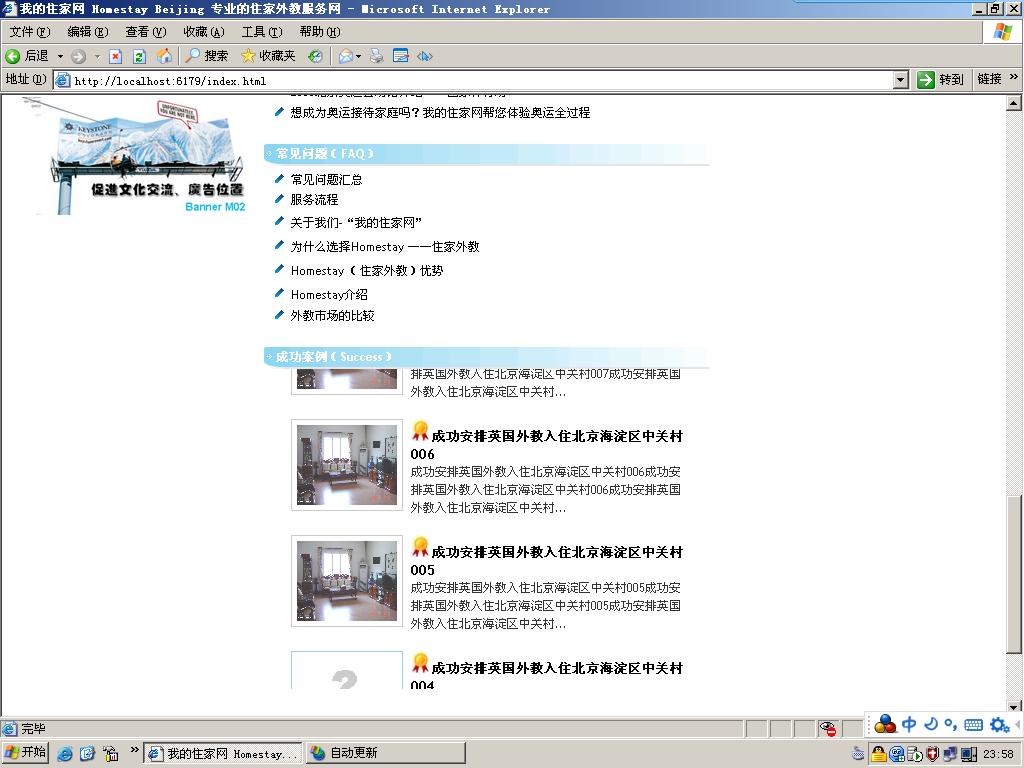 我的住家网 Homestay Beijing 专业的住家外教服务网 - Microsoft Internet Explorer
文件(F) 编辑(E) 查看(V) 收藏(A) 工具(T) 帮助(H)
后退 搜索 收藏夹
地址(D) http://localhost:6179/index.html 转到 链接 »
UNFORTUNATELY YOU ARE NOT HERE
KEYSTONE
COLORADO
促進文化交流、廣告位置
Banner M02
想成为奥运接待家庭吗？我的住家网帮您体验奥运全过程
常见问题(FAQ)
常见问题汇总
服务流程
关于我们-“我的住家网”
为什么选择Homestay ——住家外教
Homestay (住家外教)优势
Homestay介绍
外教市场的比较
成功案例(Success)
排英国外教入住北京海淀区中关村007成功安排英国
外教入住北京海淀区中关村...
成功安排英国外教入住北京海淀区中关村
006
成功安排英国外教入住北京海淀区中关村006成功安
排英国外教入住北京海淀区中关村006成功安排英国
外教入住北京海淀区中关村...
成功安排英国外教入住北京海淀区中关村
005
成功安排英国外教入住北京海淀区中关村005成功安
排英国外教入住北京海淀区中关村005成功安排英国
外教入住北京海淀区中关村...
?
成功安排英国外教入住北京海淀区中关村
004
完毕
中
开始 » 我的住家网 Homestay... 自动更新 23:58